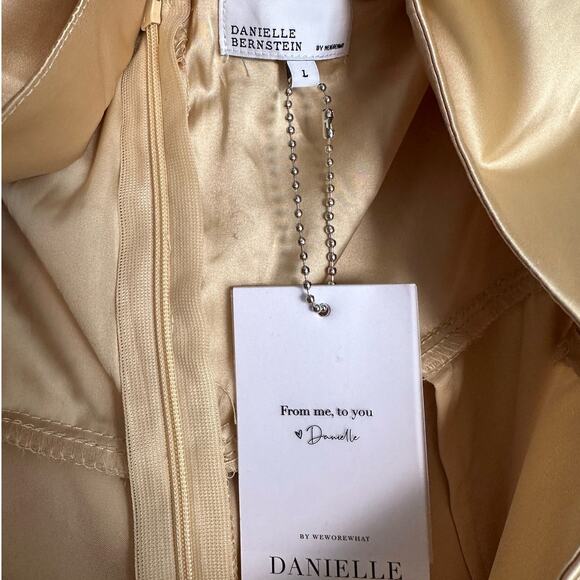 DANIELLE
BERNSTEIN BY WEWOREWHAT
L
From me, to you
♥ Danielle
BY WEWOREWHAT
DANIELLE